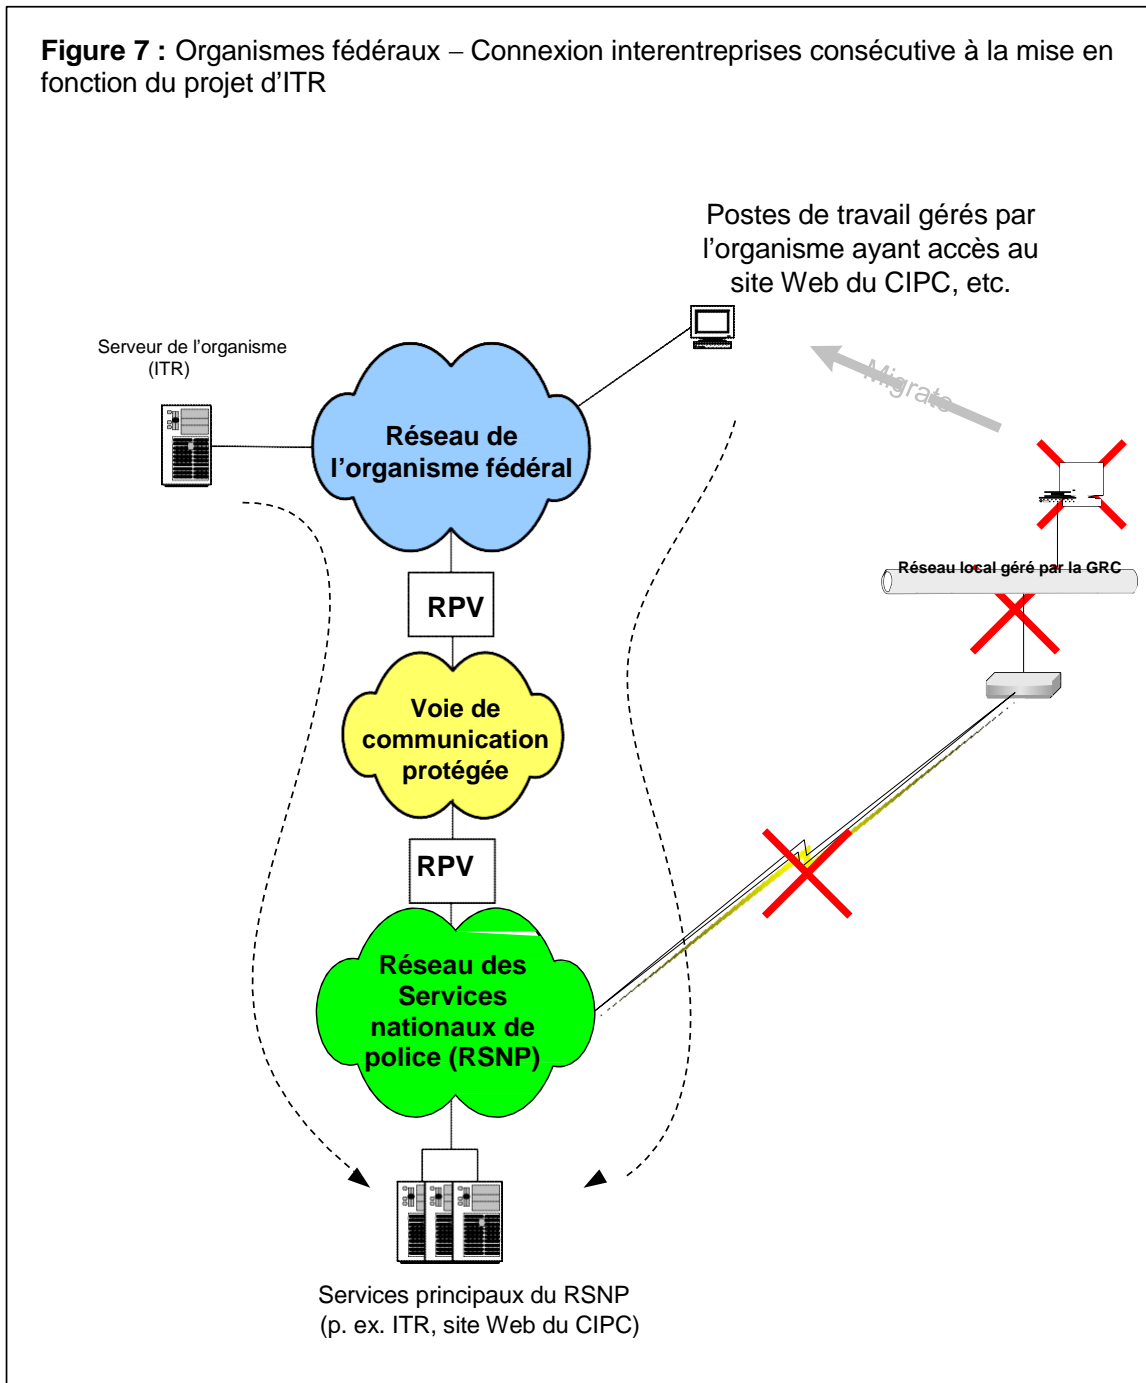 Figure 7 : Organismes fédéraux – Connexion interentreprises consécutive à la mise en
fonction du projet d’ITR
Postes de travail gérés par
l’organisme ayant accès au
site Web du CIPC, etc.
Serveur de l’organisme
(ITR)
Migrate
Réseau de
l’organisme fédéral
Réseau local géré par la GRC
RPV
Voie de
communication
protégée
RPV
Réseau des
Services
nationaux de
police (RSNP)
Services principaux du RSNP
(p. ex. ITR, site Web du CIPC)